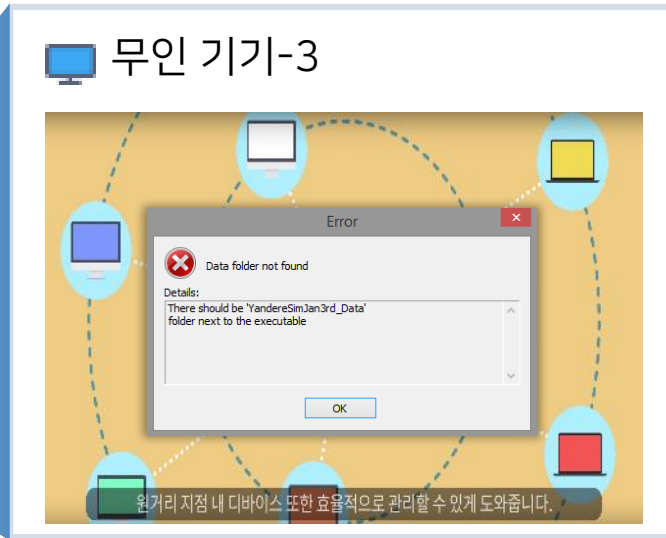 무인 기기-3
Error
Data folder not found
Details:
There should be 'YandereSimJan3rd_Data'
folder next to the executable
OK
원거리 지점 내 디바이스 또한 효율적으로 관리할 수 있게 도와줍니다.